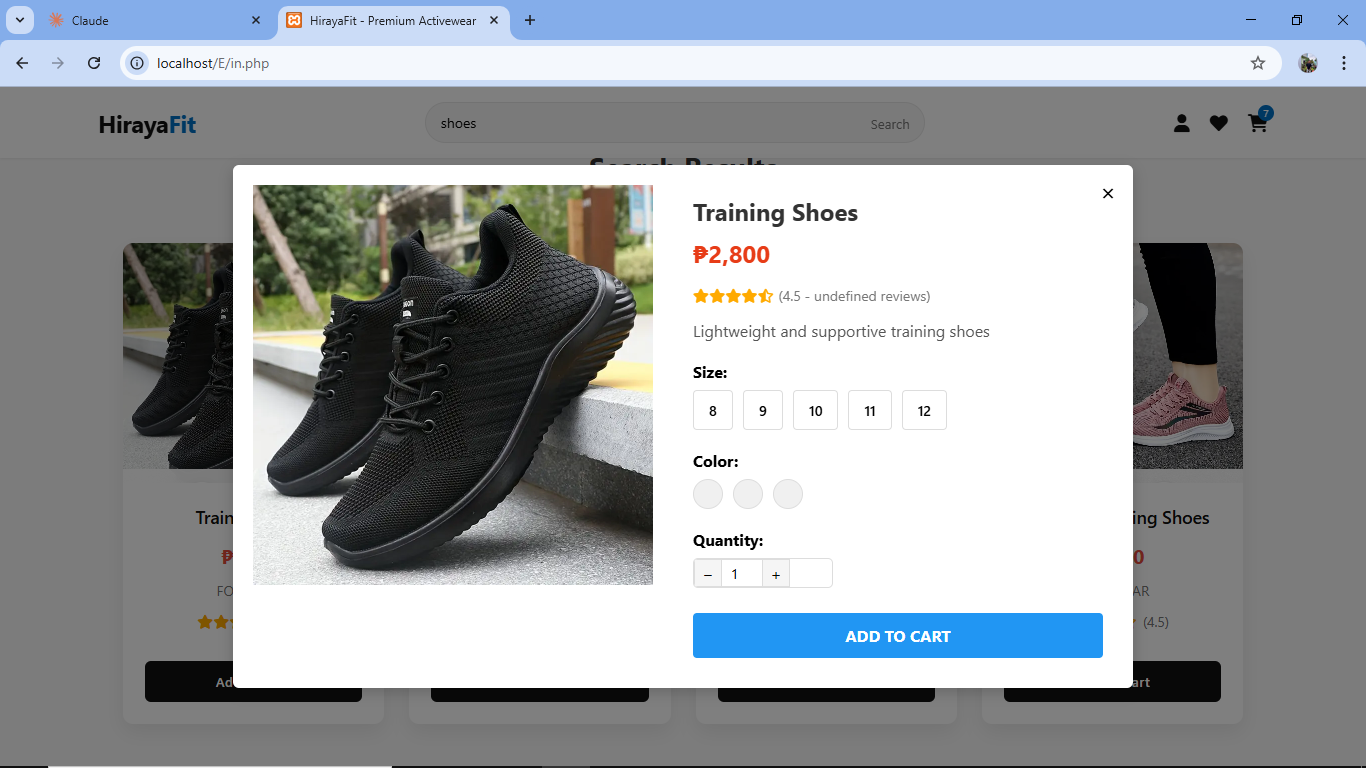 Claude
HirayaFit - Premium Activewear
localhost/E/in.php
HirayaFit
shoes
Search
7
Training Shoes
₱2,800
(4.5 - undefined reviews)
Lightweight and supportive training shoes
Size:
8 9 10 11 12
Color:
Quantity:
− 1 +
ADD TO CART
Train
ing Shoes
₱
0
FO
AR
(4.5)
Ad
art